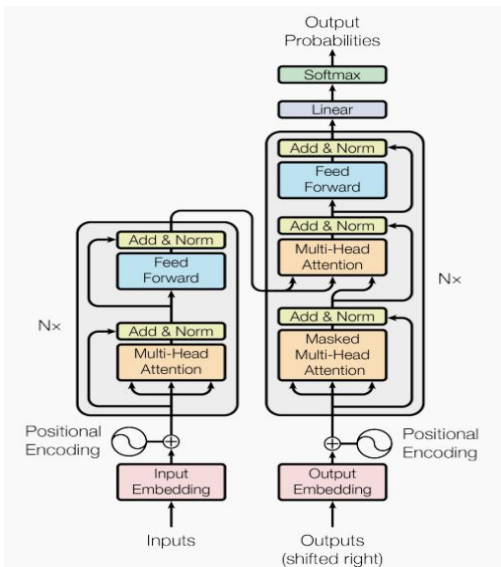 Output
Probabilities
Softmax
Linear
Add & Norm
Feed
Forward
Add & Norm
Multi-Head
Attention
Add & Norm
Masked
Multi-Head
Attention
Nx
Positional
Encoding
Output
Embedding
Outputs
(shifted right)
Add & Norm
Feed
Forward
Add & Norm
Multi-Head
Attention
Nx
Positional
Encoding
Input
Embedding
Inputs